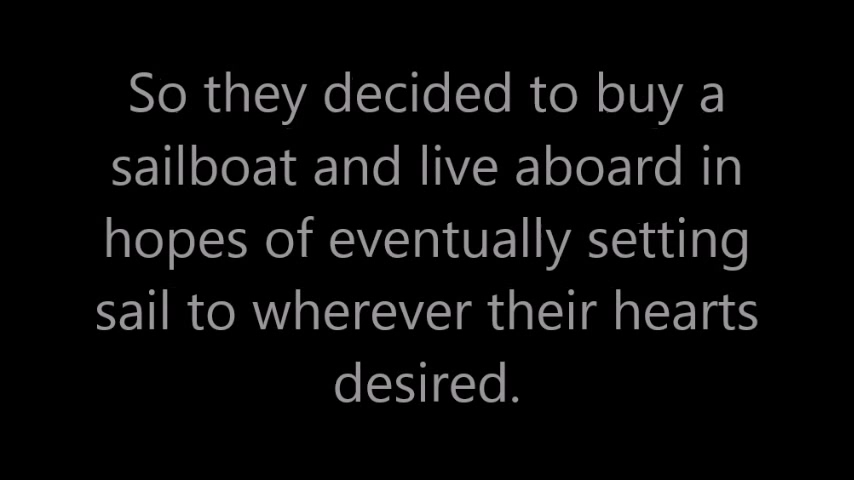 So they decided to buy a
sailboat and live aboard in
hopes of eventually setting
sail to wherever their hearts
desired.